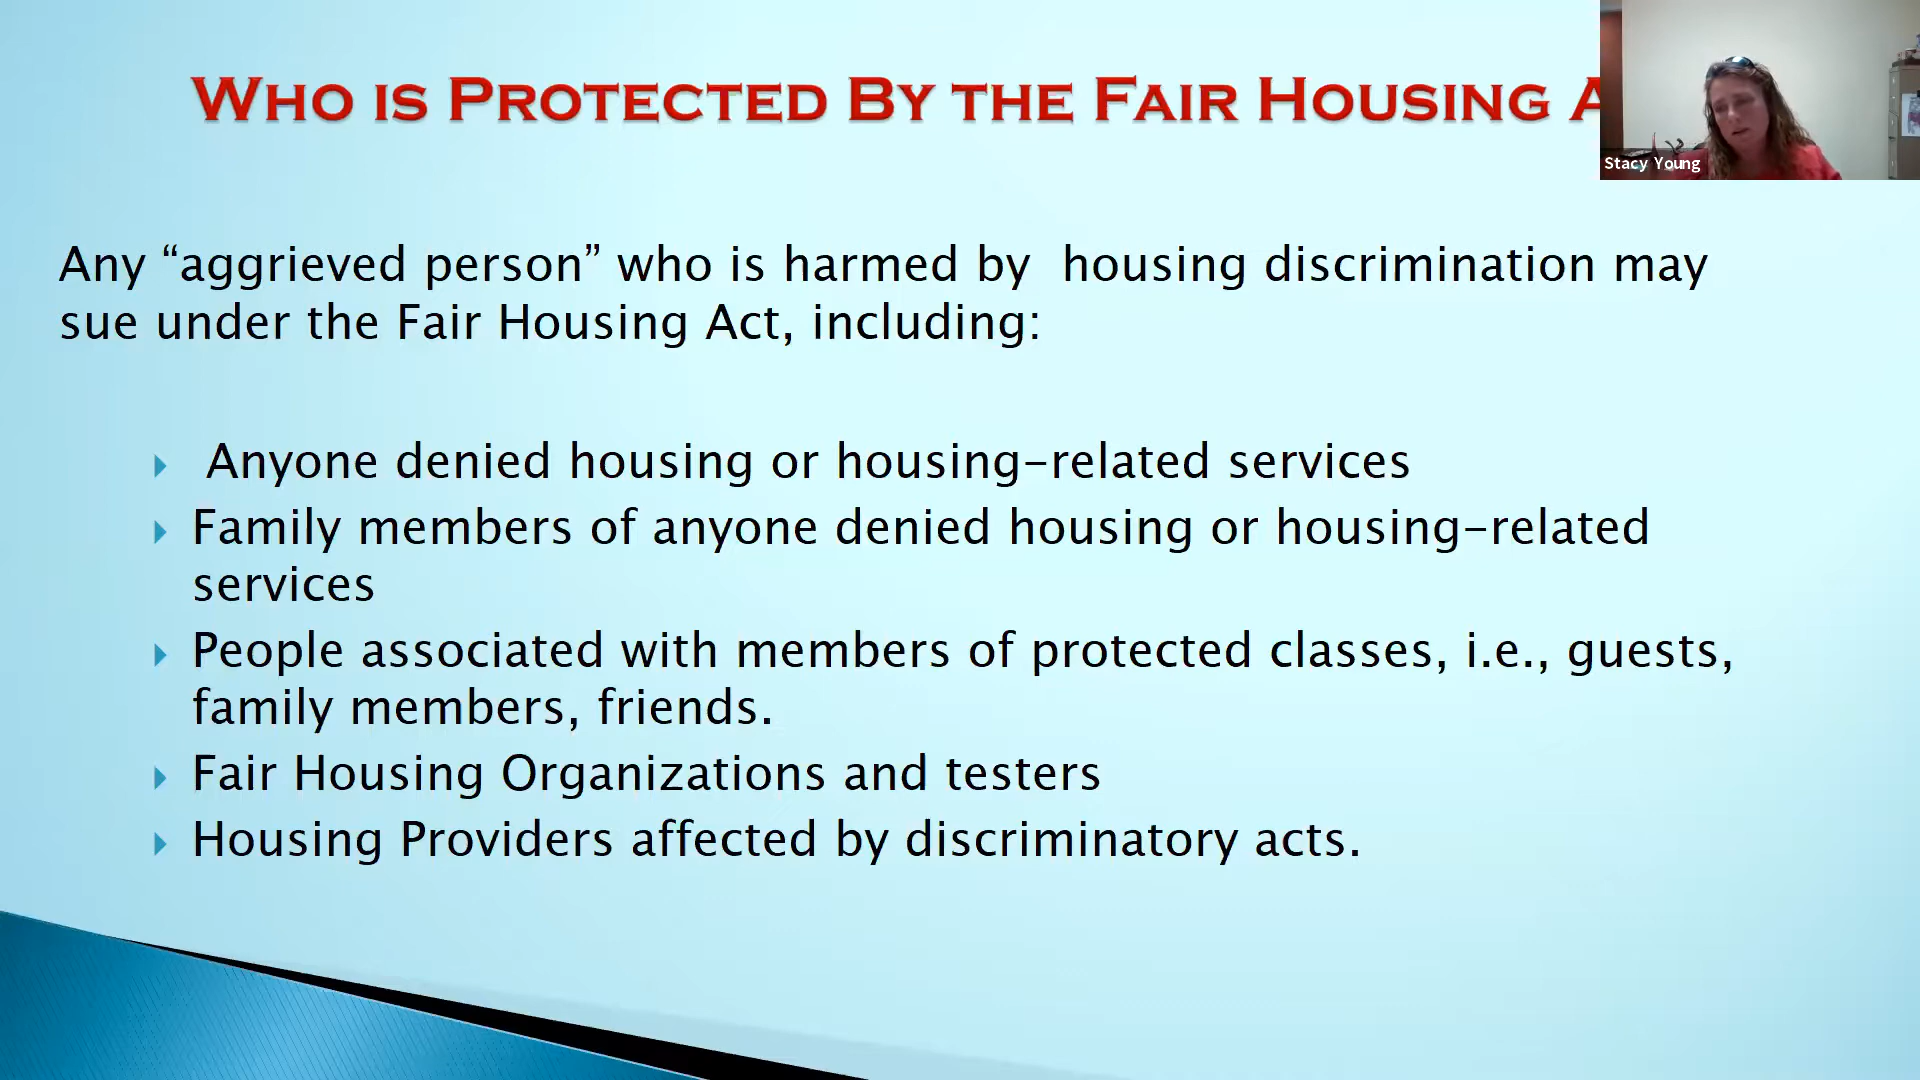 WHO IS PROTECTED BY THE FAIR HOUSING A
Stacy Young
Any “aggrieved person” who is harmed by  housing discrimination may
sue under the Fair Housing Act, including:
Anyone denied housing or housing-related services
Family members of anyone denied housing or housing-related
services
People associated with members of protected classes, i.e., guests,
family members, friends.
Fair Housing Organizations and testers
Housing Providers affected by discriminatory acts.